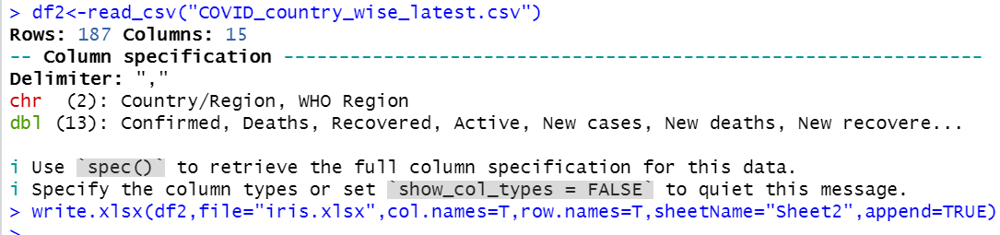 > df2<-read_csv("COVID_country_wise_latest.csv")
Rows: 187 Columns: 15
-- Column specification ---------------------------------------------------------------
Delimiter: ","
chr  (2): Country/Region, WHO Region
dbl (13): Confirmed, Deaths, Recovered, Active, New cases, New deaths, New recovere...
i Use `spec()` to retrieve the full column specification for this data.
i Specify the column types or set `show_col_types = FALSE` to quiet this message.
> write.xlsx(df2,file="iris.xlsx",col.names=T,row.names=T,sheetName="Sheet2",append=TRUE)
>